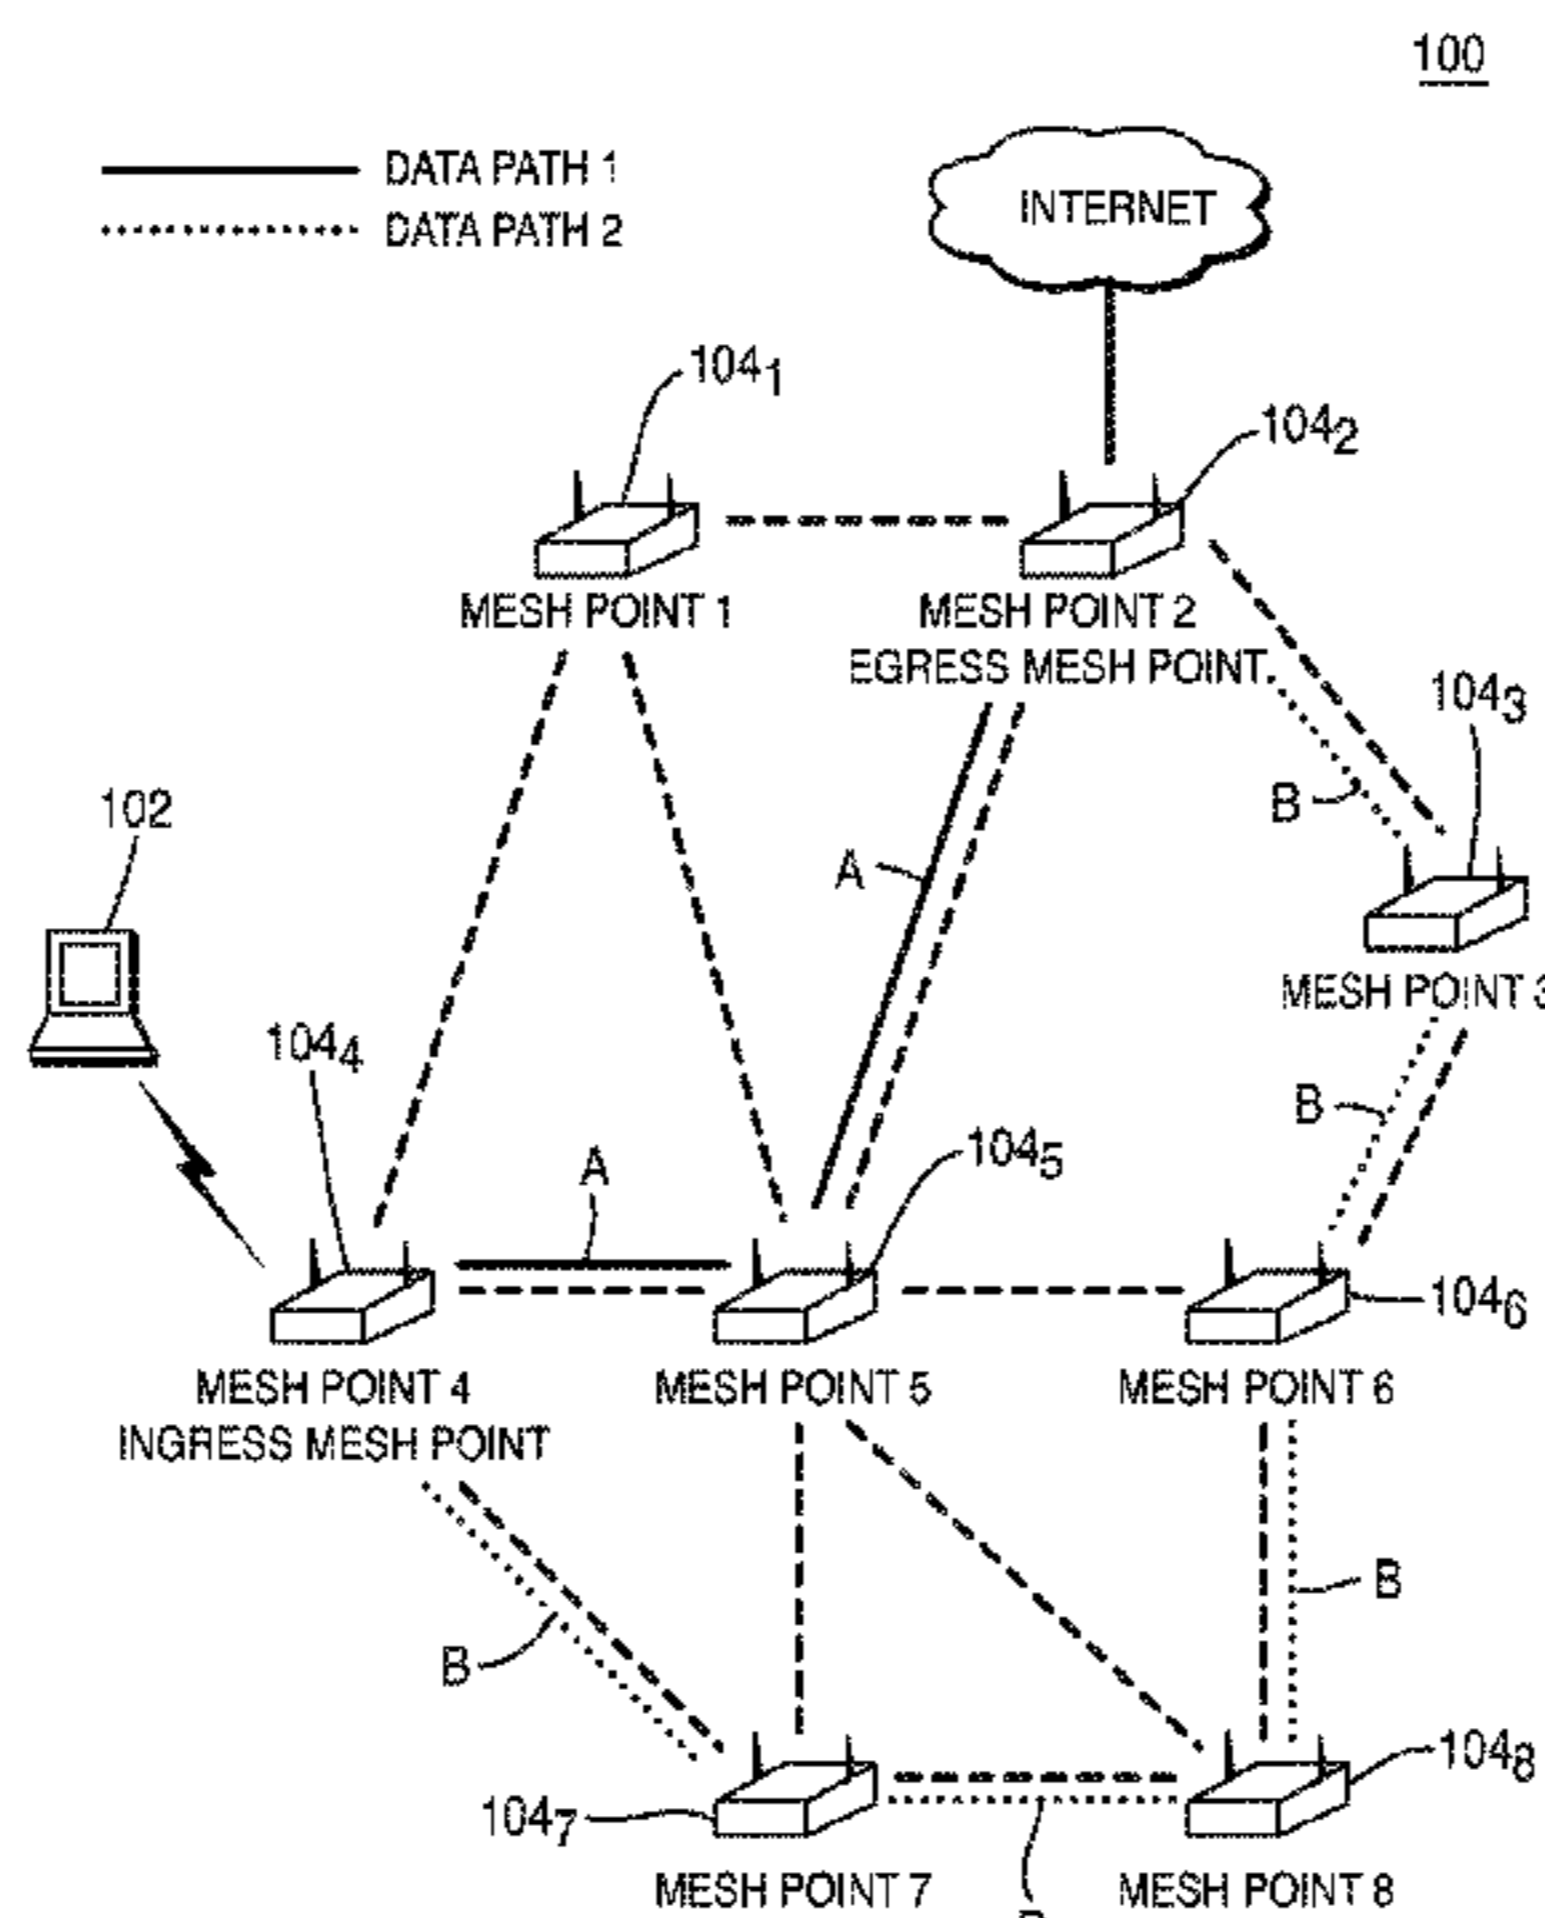 100
DATA PATH 1
DATA PATH 2
INTERNET
104₁
104₂
MESH POINT 1
MESH POINT 2
EGRESS MESH POINT
104₃
B
102
A
MESH POINT 3
104₄
B
A
104₅
104₆
MESH POINT 4
INGRESS MESH POINT
MESH POINT 5
MESH POINT 6
B
B
104₇
104₈
MESH POINT 7
MESH POINT 8